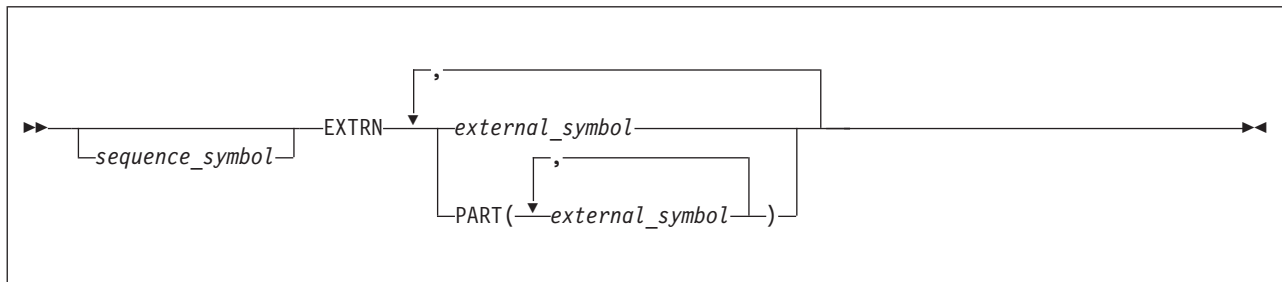 ,
EXTRN external_symbol
sequence_symbol ,
PART( external_symbol )